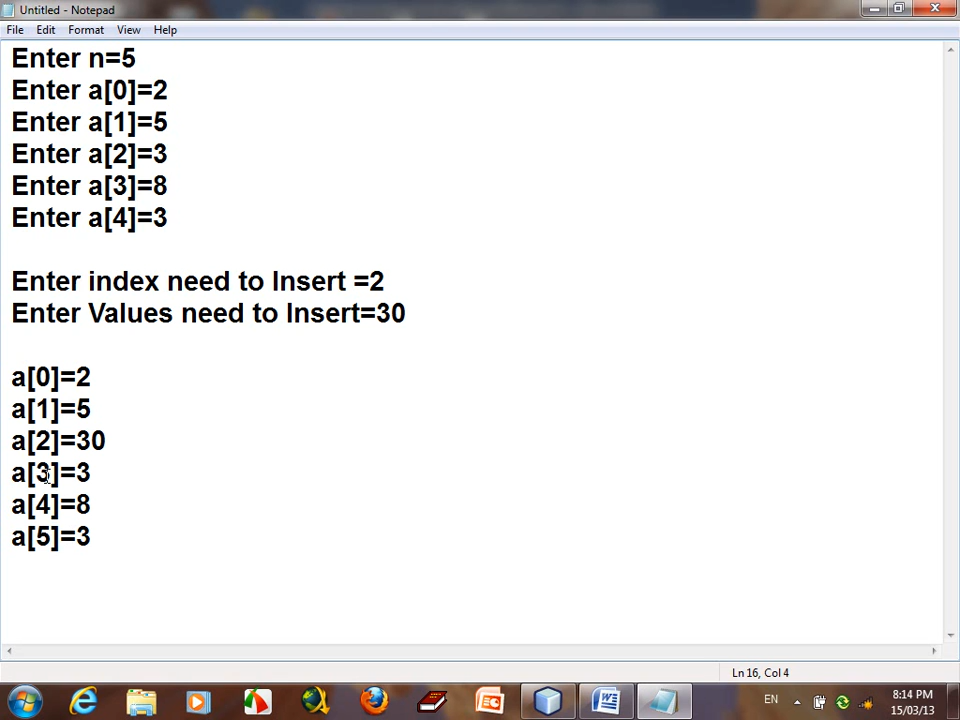 Untitled - Notepad
File Edit Format View Help
Enter n=5
Enter a[0]=2
Enter a[1]=5
Enter a[2]=3
Enter a[3]=8
Enter a[4]=3
Enter index need to Insert =2
Enter Values need to Insert=30
a[0]=2
a[1]=5
a[2]=30
a[3]=3
a[4]=8
a[5]=3
Ln 16, Col 4
EN
8:14 PM
15/03/13